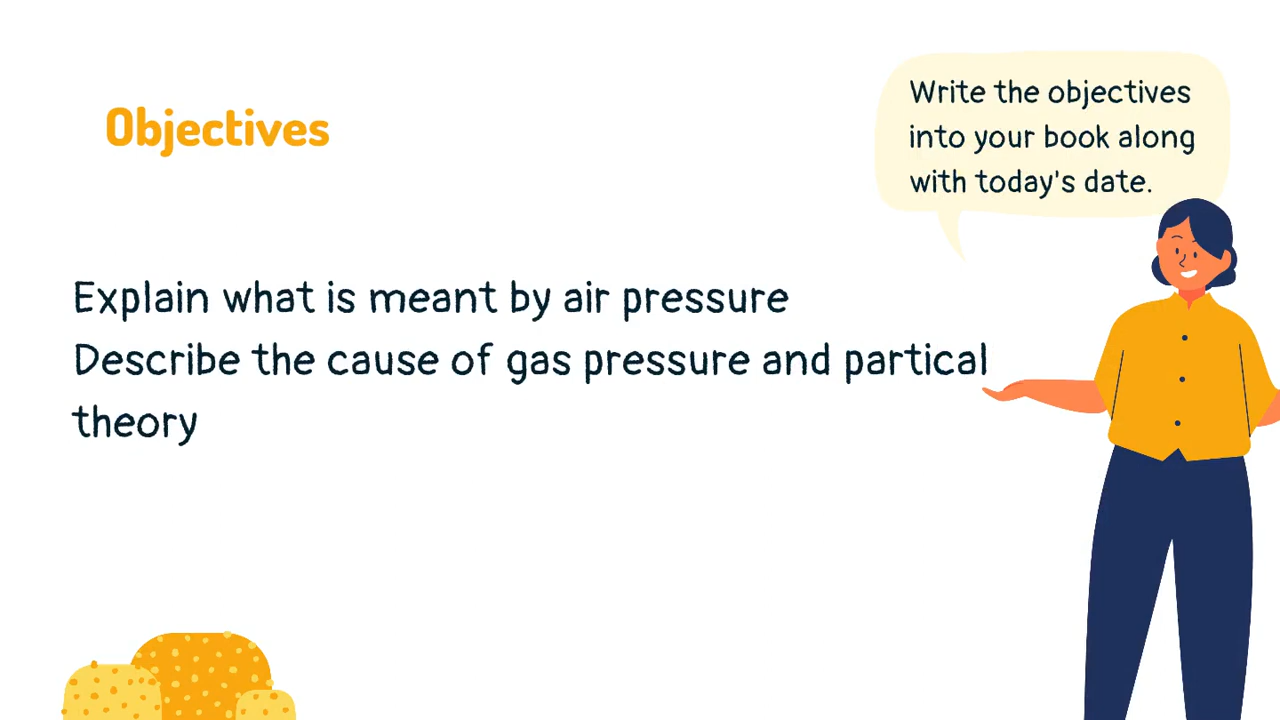 Objectives
Write the objectives
into your book along
with today's date.
Explain what is meant by air pressure
Describe the cause of gas pressure and partical
theory